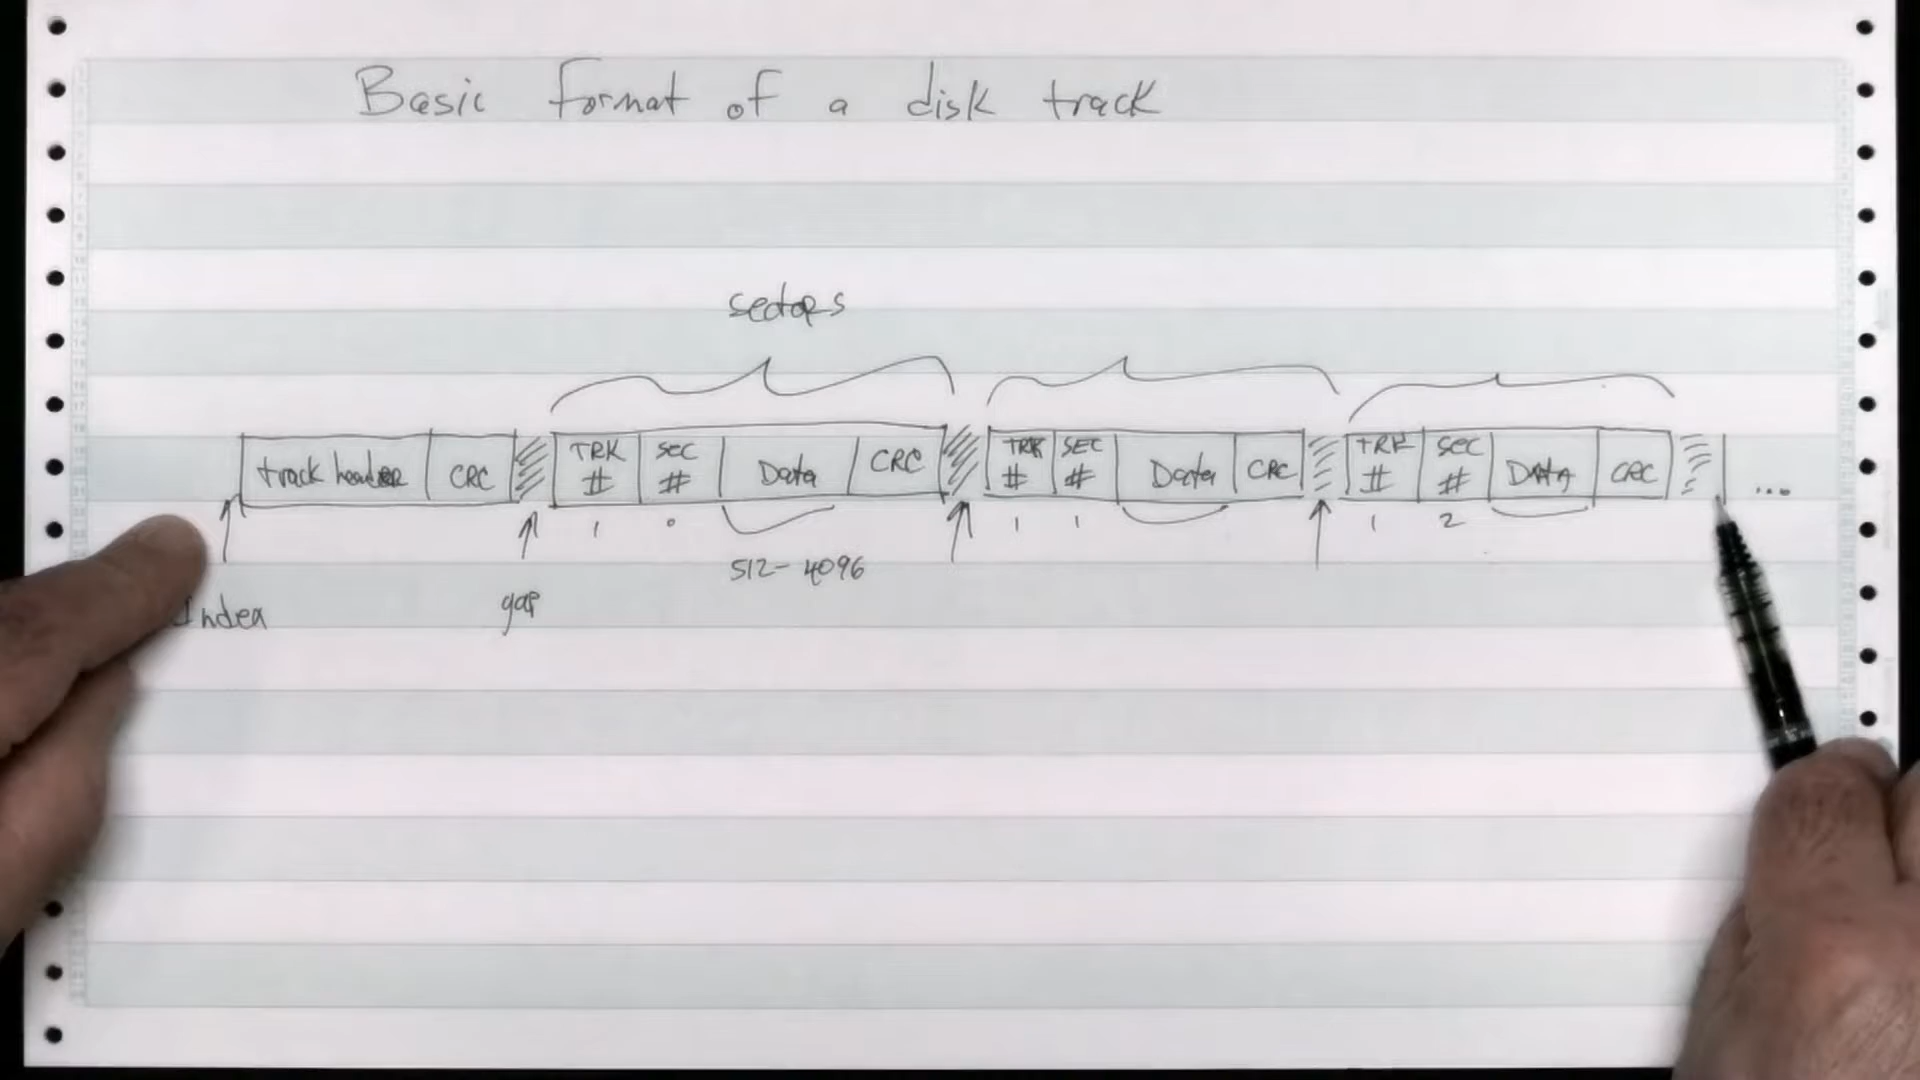 Basic format of a disk track
sectors
track header CRC TRK # SEC # Data CRC TRK # SEC # Data CRC TRK # SEC # DATA CRC ...
1 0 1 1 1 2
512-4096
Index gap